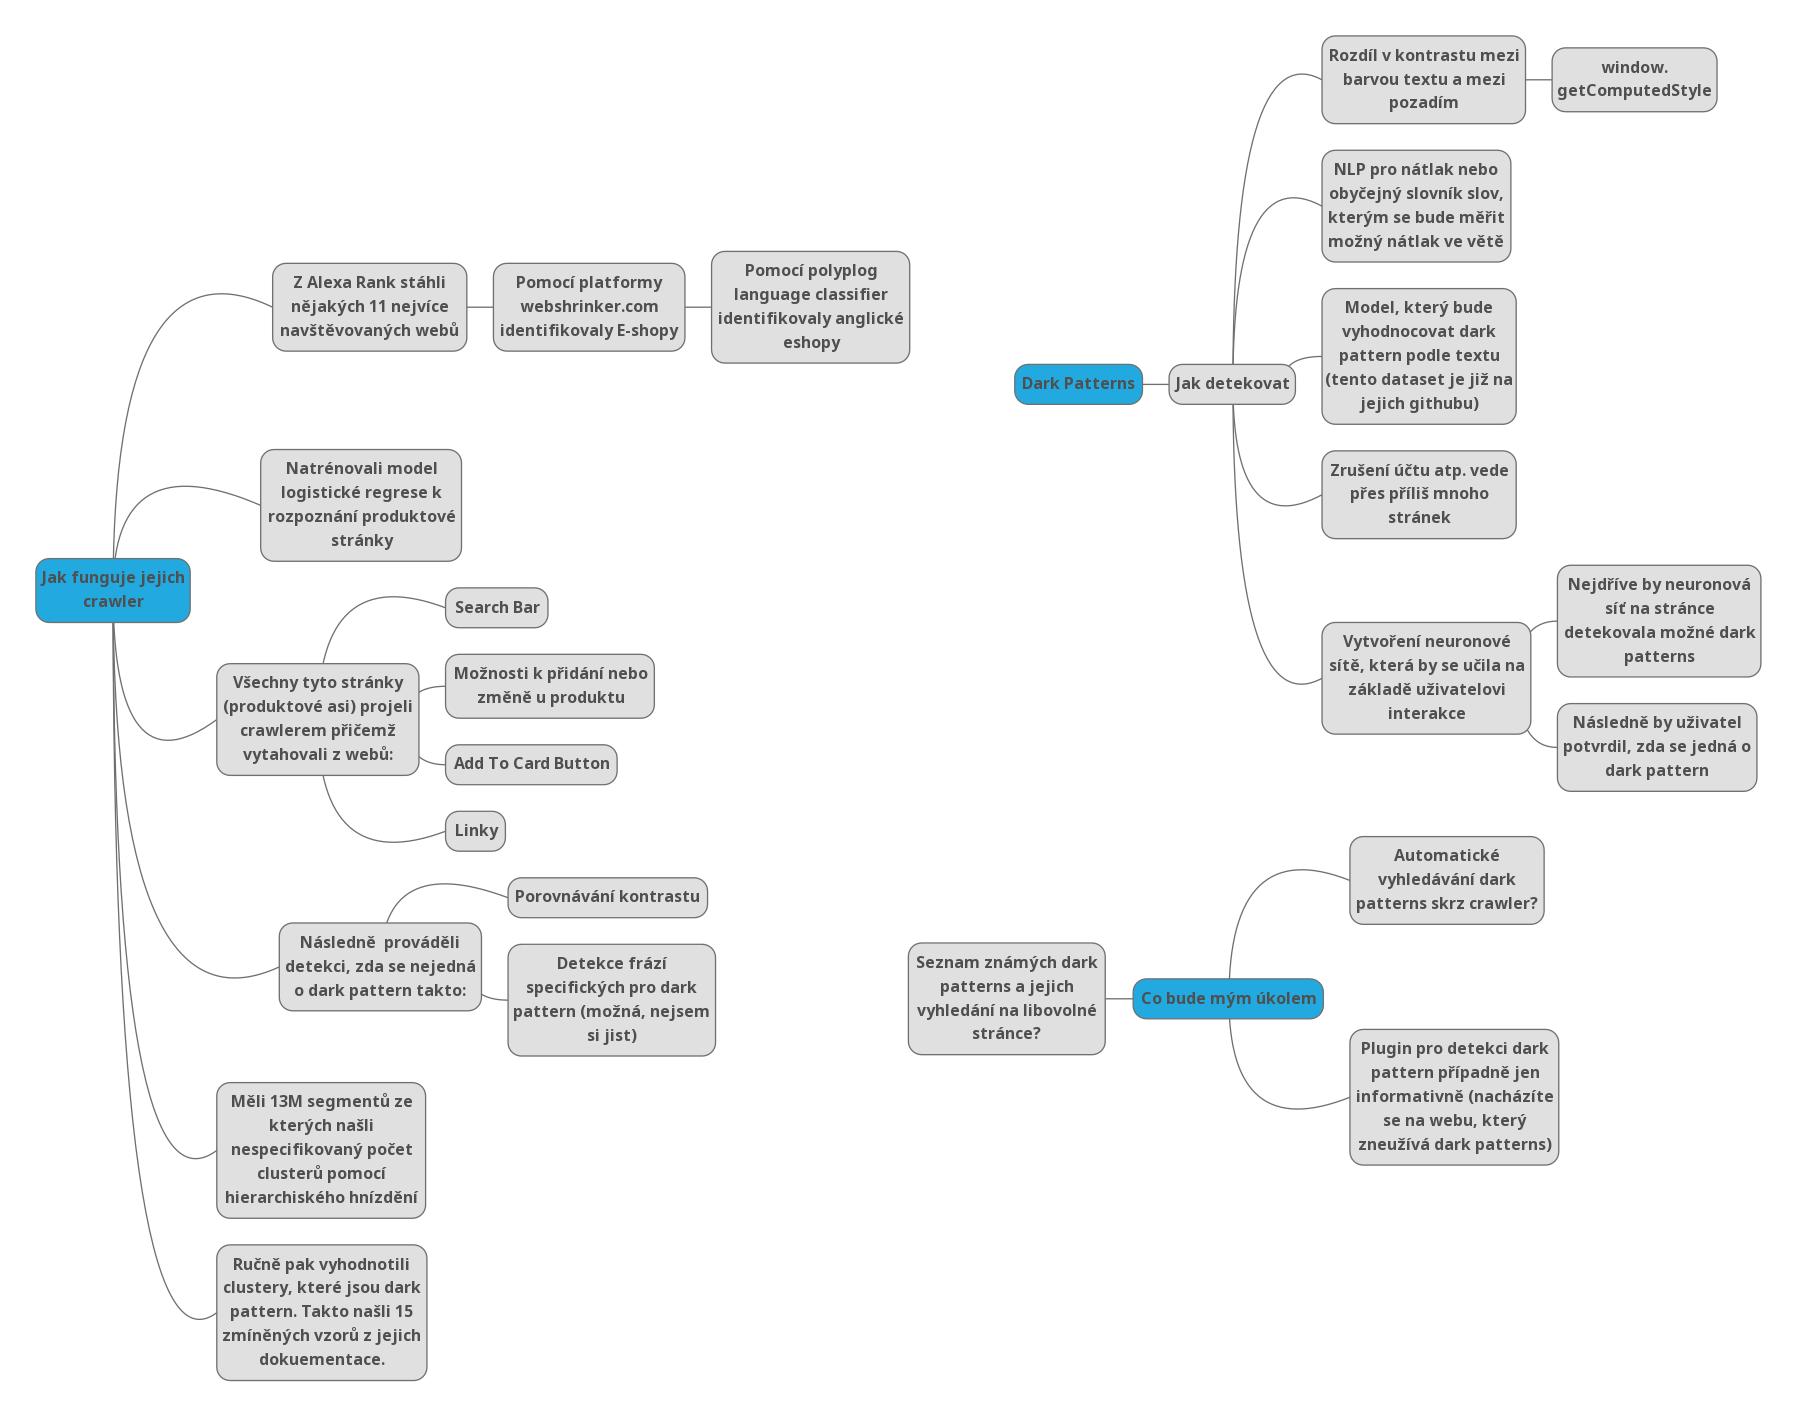 Jak funguje jejich
crawler
Z Alexa Rank stáhli
nějakých 11 nejvíce
navštěvovaných webů
Pomocí platformy
webshrinker.com
identifikovaly E-shopy
Pomocí polyplog
language classifier
identifikovaly anglické
eshopy
Natrénovali model
logistické regrese k
rozpoznání produktové
stránky
Všechny tyto stránky
(produktové asi) projeli
crawlerem přičemž
vytahovali z webů:
Search Bar
Možnosti k přidání nebo
změně u produktu
Add To Card Button
Linky
Následně  prováděli
detekci, zda se nejedná
o dark pattern takto:
Porovnávání kontrastu
Detekce frází
specifických pro dark
pattern (možná, nejsem
si jist)
Měli 13M segmentů ze
kterých našli
nespecifikovaný počet
clusterů pomocí
hierarchiského hnízdění
Ručně pak vyhodnotili
clustery, které jsou dark
pattern. Takto našli 15
zmíněných vzorů z jejich
dokuementace.
Dark Patterns
Jak detekovat
Rozdíl v kontrastu mezi
barvou textu a mezi
pozadím
window.
getComputedStyle
NLP pro nátlak nebo
obyčejný slovník slov,
kterým se bude měřit
možný nátlak ve větě
Model, který bude
vyhodnocovat dark
pattern podle textu
(tento dataset je již na
jejich githubu)
Zrušení účtu atp. vede
přes příliš mnoho
stránek
Vytvoření neuronové
sítě, která by se učila na
základě uživatelovi
interakce
Nejdříve by neuronová
síť na stránce
detekovala možné dark
patterns
Následně by uživatel
potvrdil, zda se jedná o
dark pattern
Co bude mým úkolem
Seznam známých dark
patterns a jejich
vyhledání na libovolné
stránce?
Automatické
vyhledávání dark
patterns skrz crawler?
Plugin pro detekci dark
pattern případně jen
informativně (nacházíte
se na webu, který
zneužívá dark patterns)